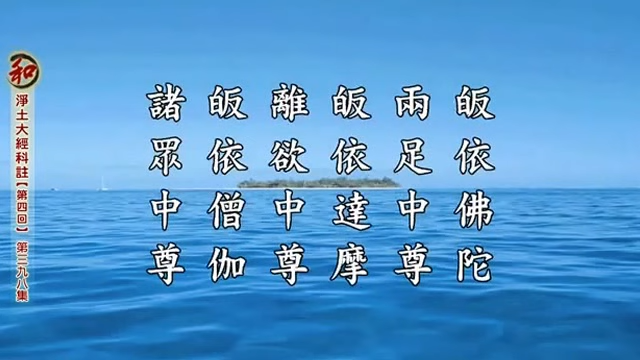 皈依佛陀
兩足中尊
皈依達摩
離欲中尊
皈依僧伽
諸眾中尊
和
淨土大經科註【第四回】 第三九八集